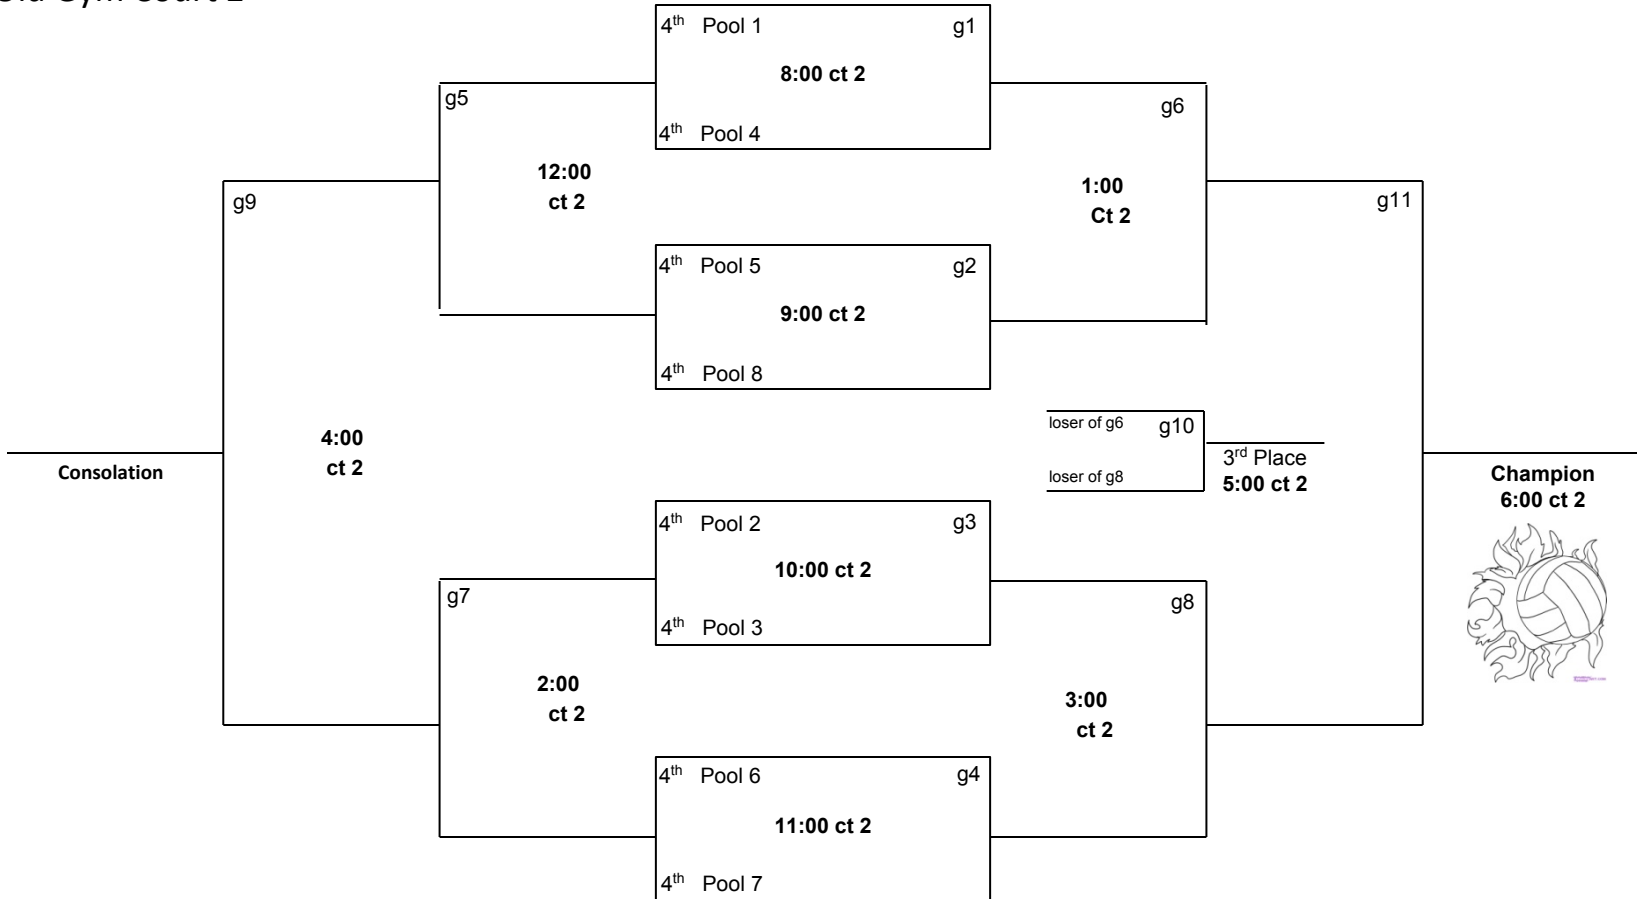 4th Pool 1 g1
8:00 ct 2
4th Pool 4
g5
12:00
ct 2
g6
1:00
Ct 2
g9
g11
4th Pool 5 g2
9:00 ct 2
4th Pool 8
4:00
ct 2
Consolation
loser of g6 g10
loser of g8
3rd Place
5:00 ct 2
Champion
6:00 ct 2
4th Pool 2 g3
10:00 ct 2
4th Pool 3
g7
2:00
ct 2
g8
3:00
ct 2
4th Pool 6 g4
11:00 ct 2
4th Pool 7